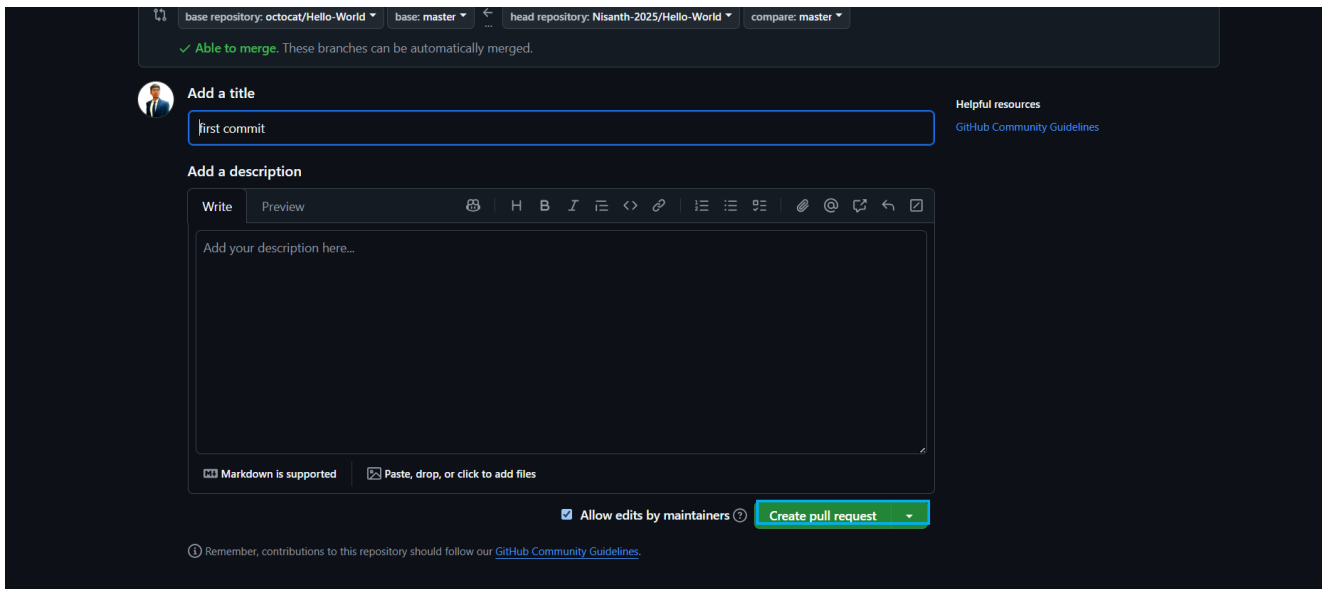 base repository: octocat/Hello-World base: master ... head repository: Nisanth-2025/Hello-World compare: master
Able to merge. These branches can be automatically merged.
Add a title
Helpful resources
first commit
GitHub Community Guidelines
Add a description
Write Preview H B I @
Add your description here...
Markdown is supported Paste, drop, or click to add files
Allow edits by maintainers ? Create pull request
Remember, contributions to this repository should follow our GitHub Community Guidelines.